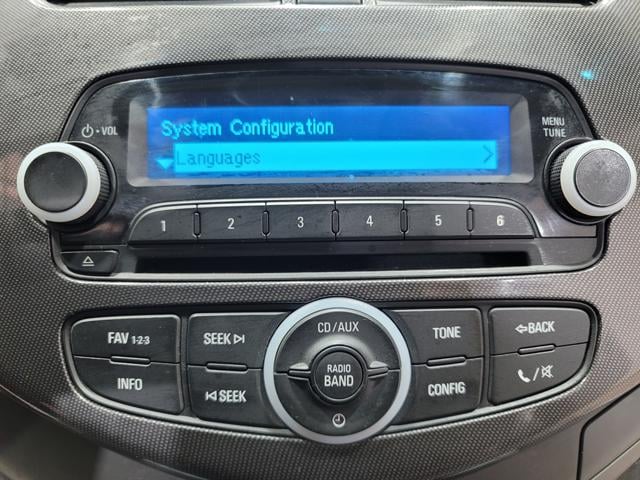 System Configuration
Languages
VOL
MENU
TUNE
1 2 3 4 5 6
FAV 1-2-3
SEEK
CD/AUX
TONE
BACK
RADIO
BAND
INFO
SEEK
CONFIG